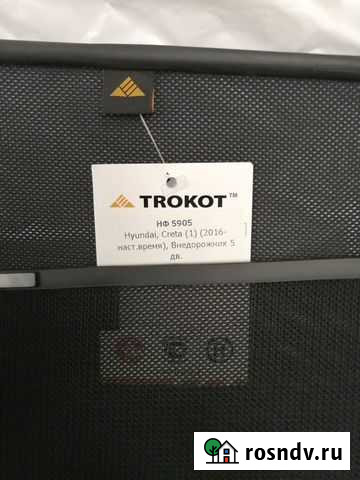 TROKOT™
НФ 5905
Hyundai, Creta (1) (2016-
наст.время), Внедорожник 5
дв.
rosndv.ru